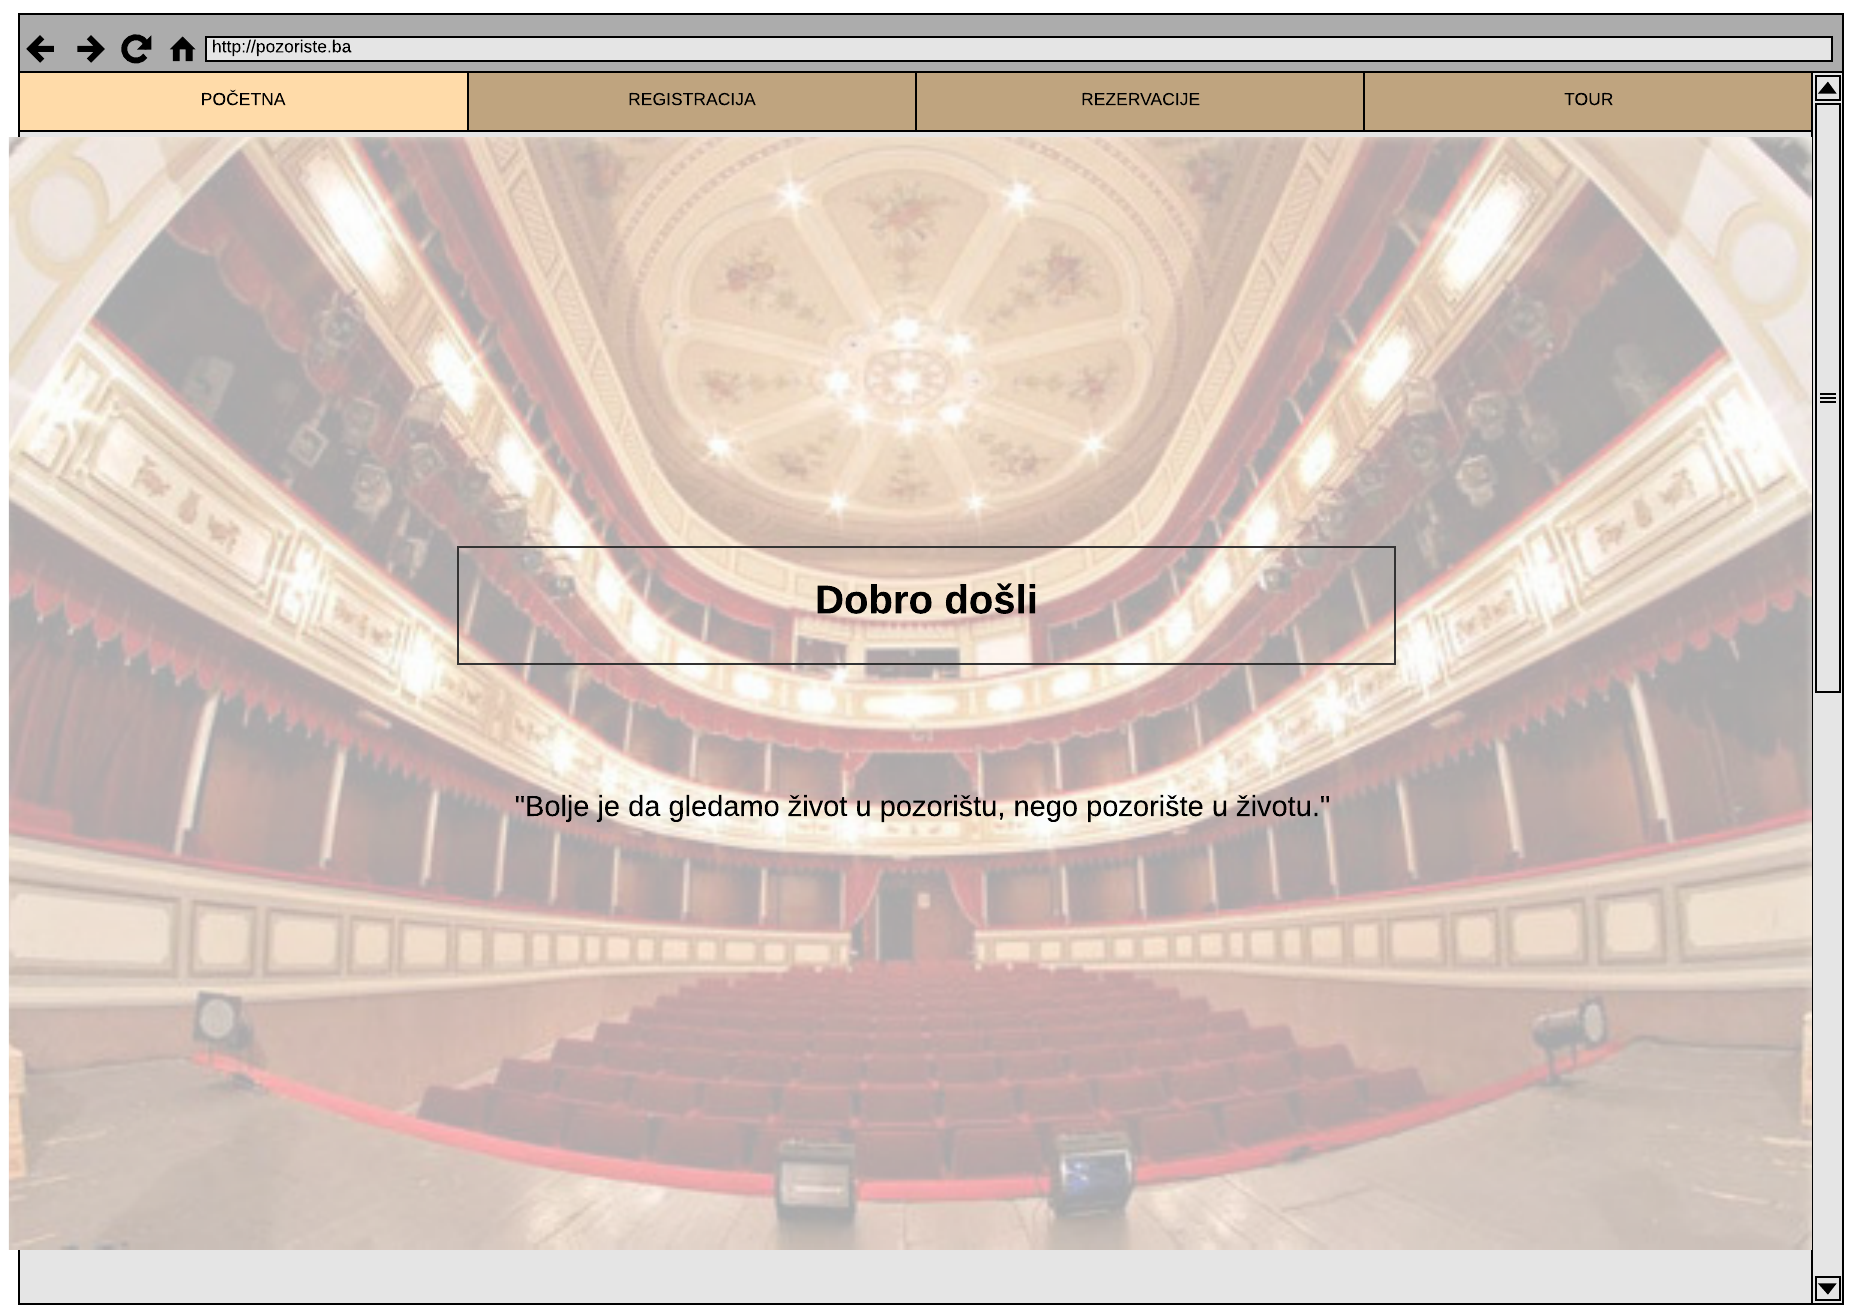 http://pozoriste.ba
POČETNA
REGISTRACIJA
REZERVACIJE
TOUR
Dobro došli
"Bolje je da gledamo život u pozorištu, nego pozorište u životu."